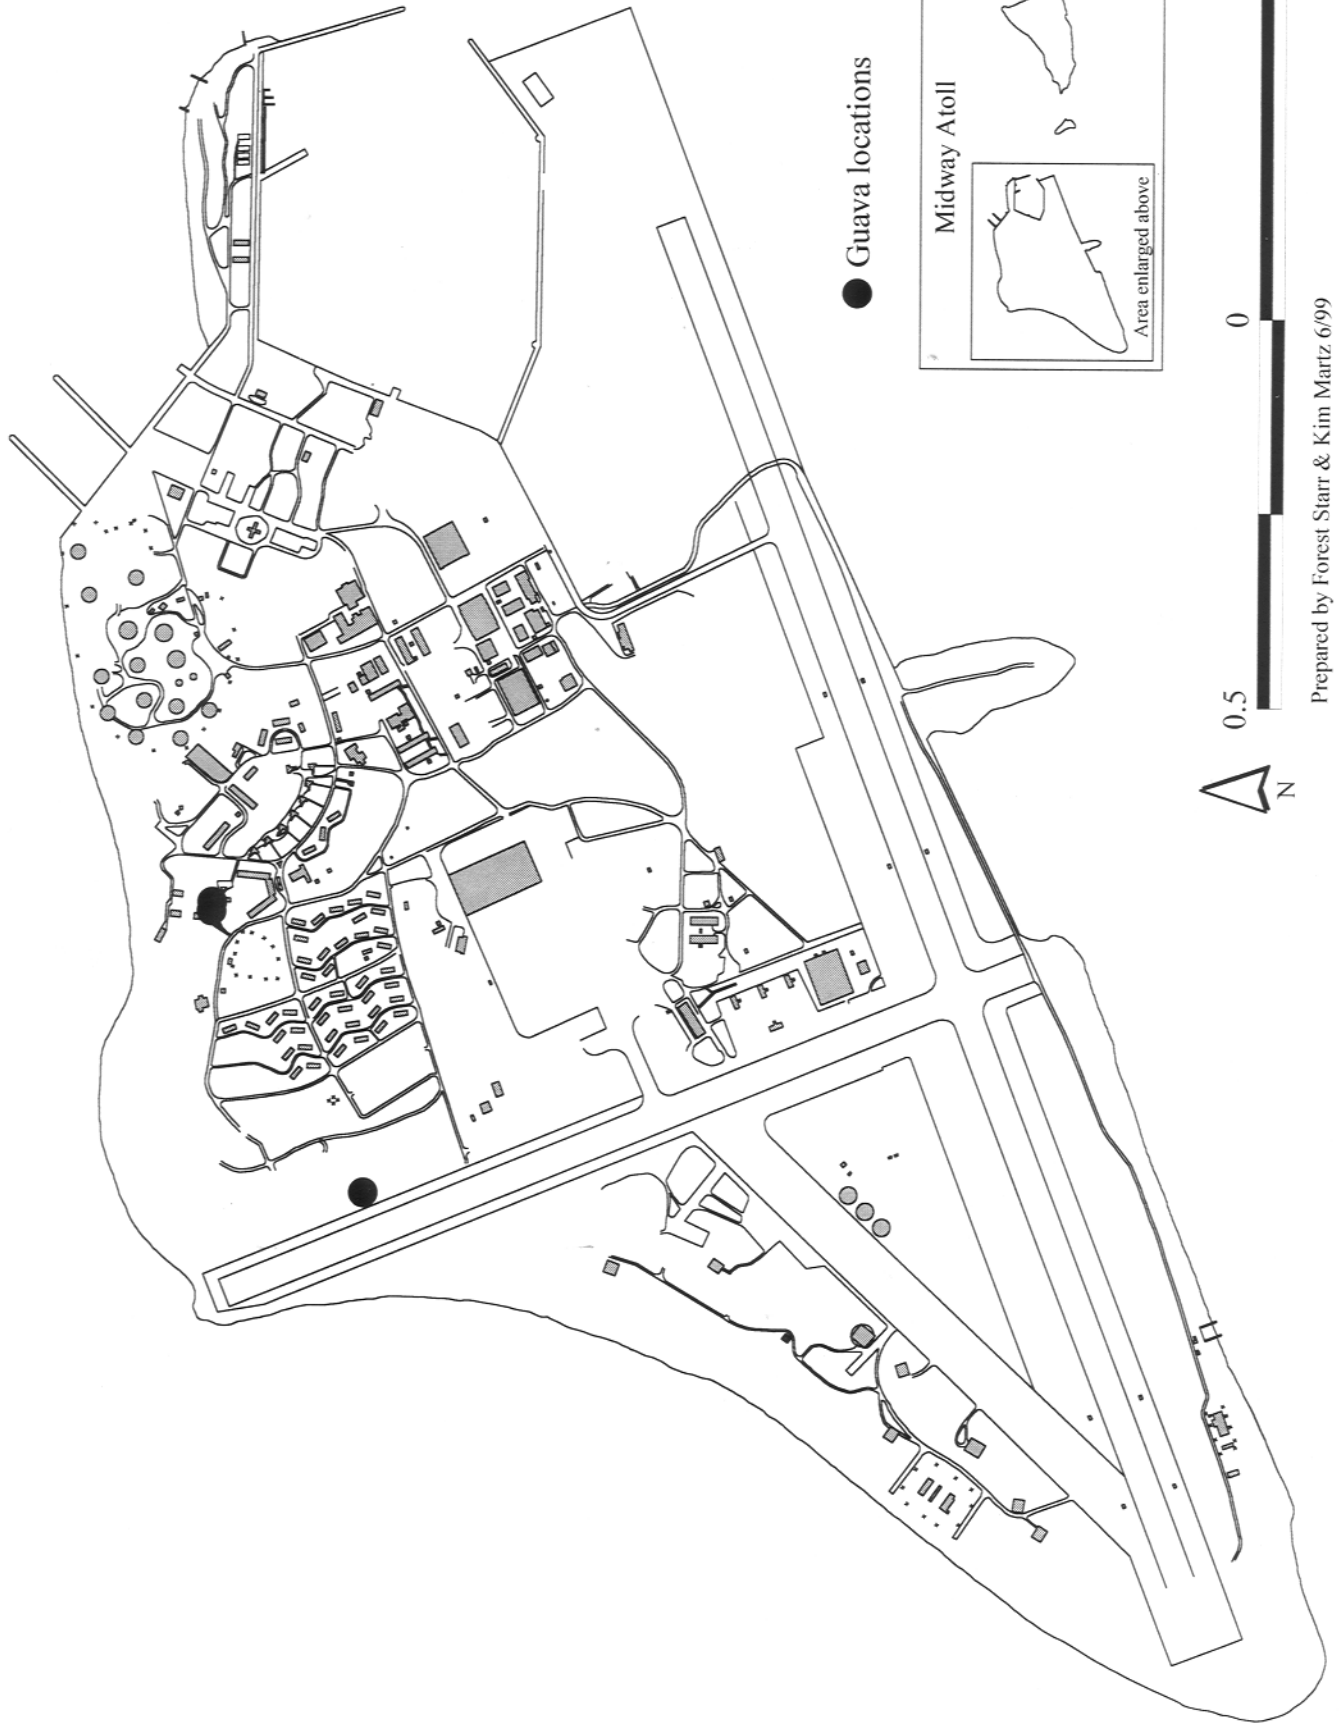 Guava locations
Midway Atoll
Area enlarged above
0.5
0
N
Prepared by Forest Starr & Kim Martz 6/99